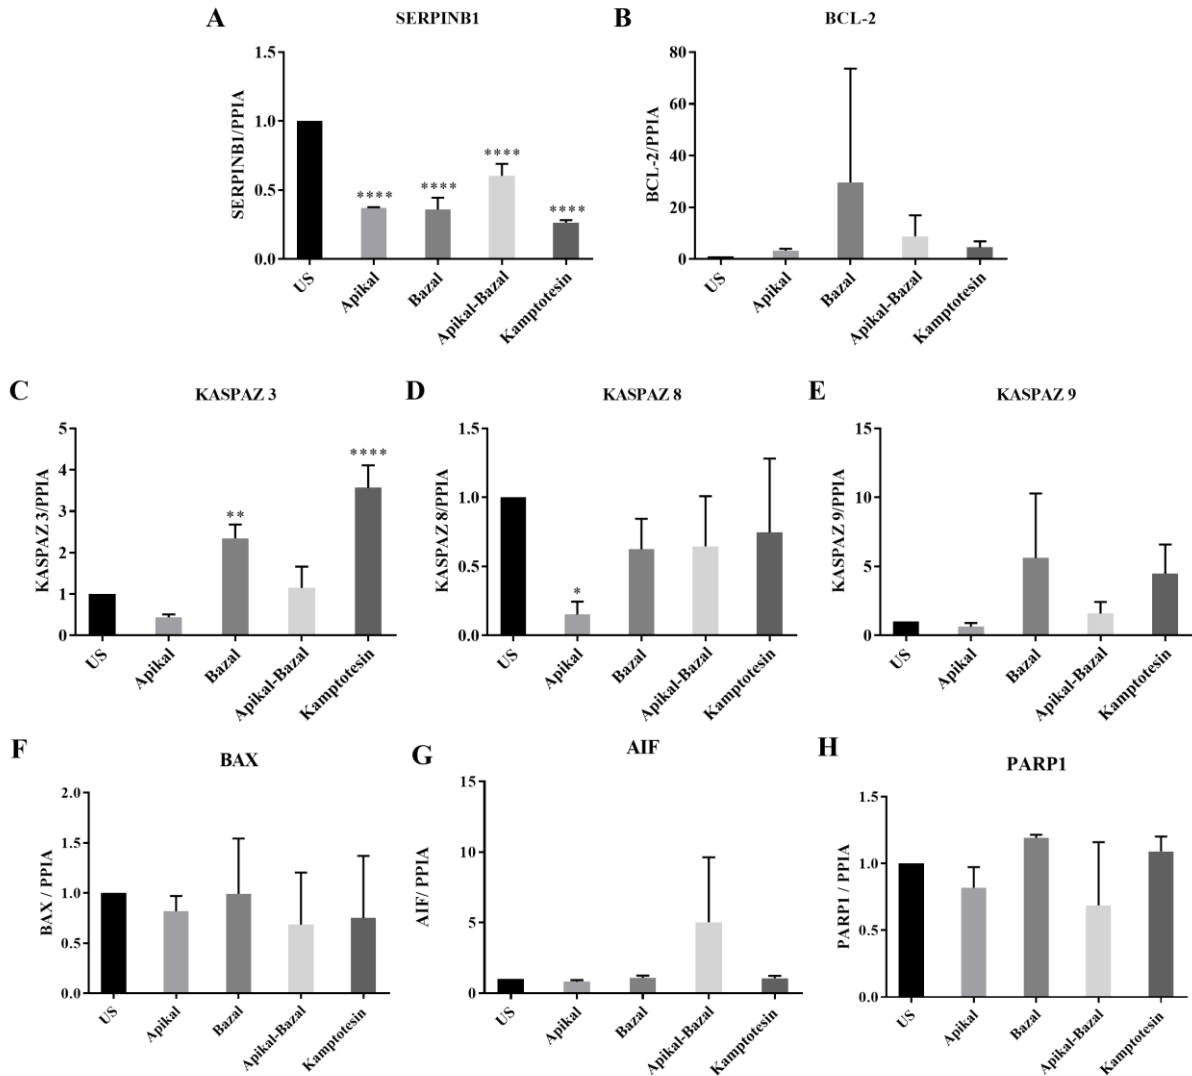 A
SERPINB1
SERPINB1/PPIA
1.5
1.0
0.5
0.0
****
****
****
****
US
Apikal
Bazal
Apikal-Bazal
Kamptotesin
B
BCL-2
BCL-2/PPIA
80
60
40
20
0
US
Apikal
Bazal
Apikal-Bazal
Kamptotesin
C
KASPAZ 3
KASPAZ 3/PPIA
5
4
3
2
1
0
**
****
US
Apikal
Bazal
Apikal-Bazal
Kamptotesin
D
KASPAZ 8
KASPAZ 8/PPIA
1.5
1.0
0.5
0.0
*
US
Apikal
Bazal
Apikal-Bazal
Kamptotesin
E
KASPAZ 9
KASPAZ 9/PPIA
15
10
5
0
US
Apikal
Bazal
Apikal-Bazal
Kamptotesin
F
BAX
BAX / PPIA
2.0
1.5
1.0
0.5
0.0
US
Apikal
Bazal
Apikal-Bazal
Kamptotesin
G
AIF
AIF/ PPIA
15
10
5
0
US
Apikal
Bazal
Apikal-Bazal
Kamptotesin
H
PARP1
PARP1 / PPIA
1.5
1.0
0.5
0.0
US
Apikal
Bazal
Apikal-Bazal
Kamptotesin